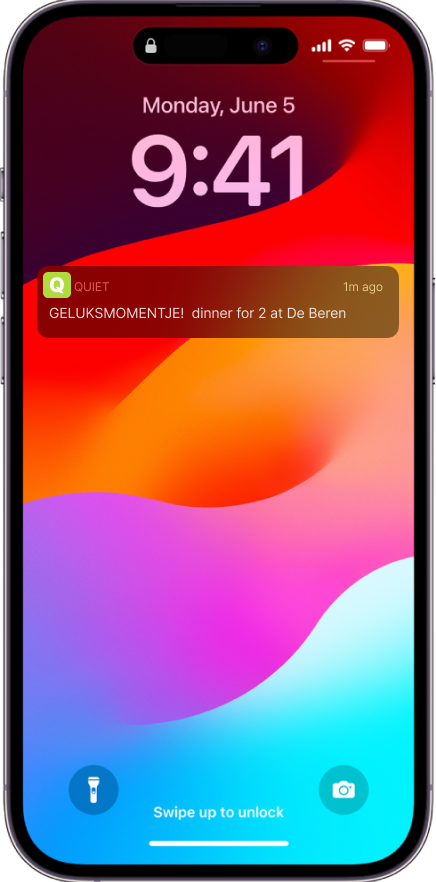 Monday, June 5
9:41
Q QUIET 1m ago
GELUKSMOMENTJE! dinner for 2 at De Beren
Swipe up to unlock